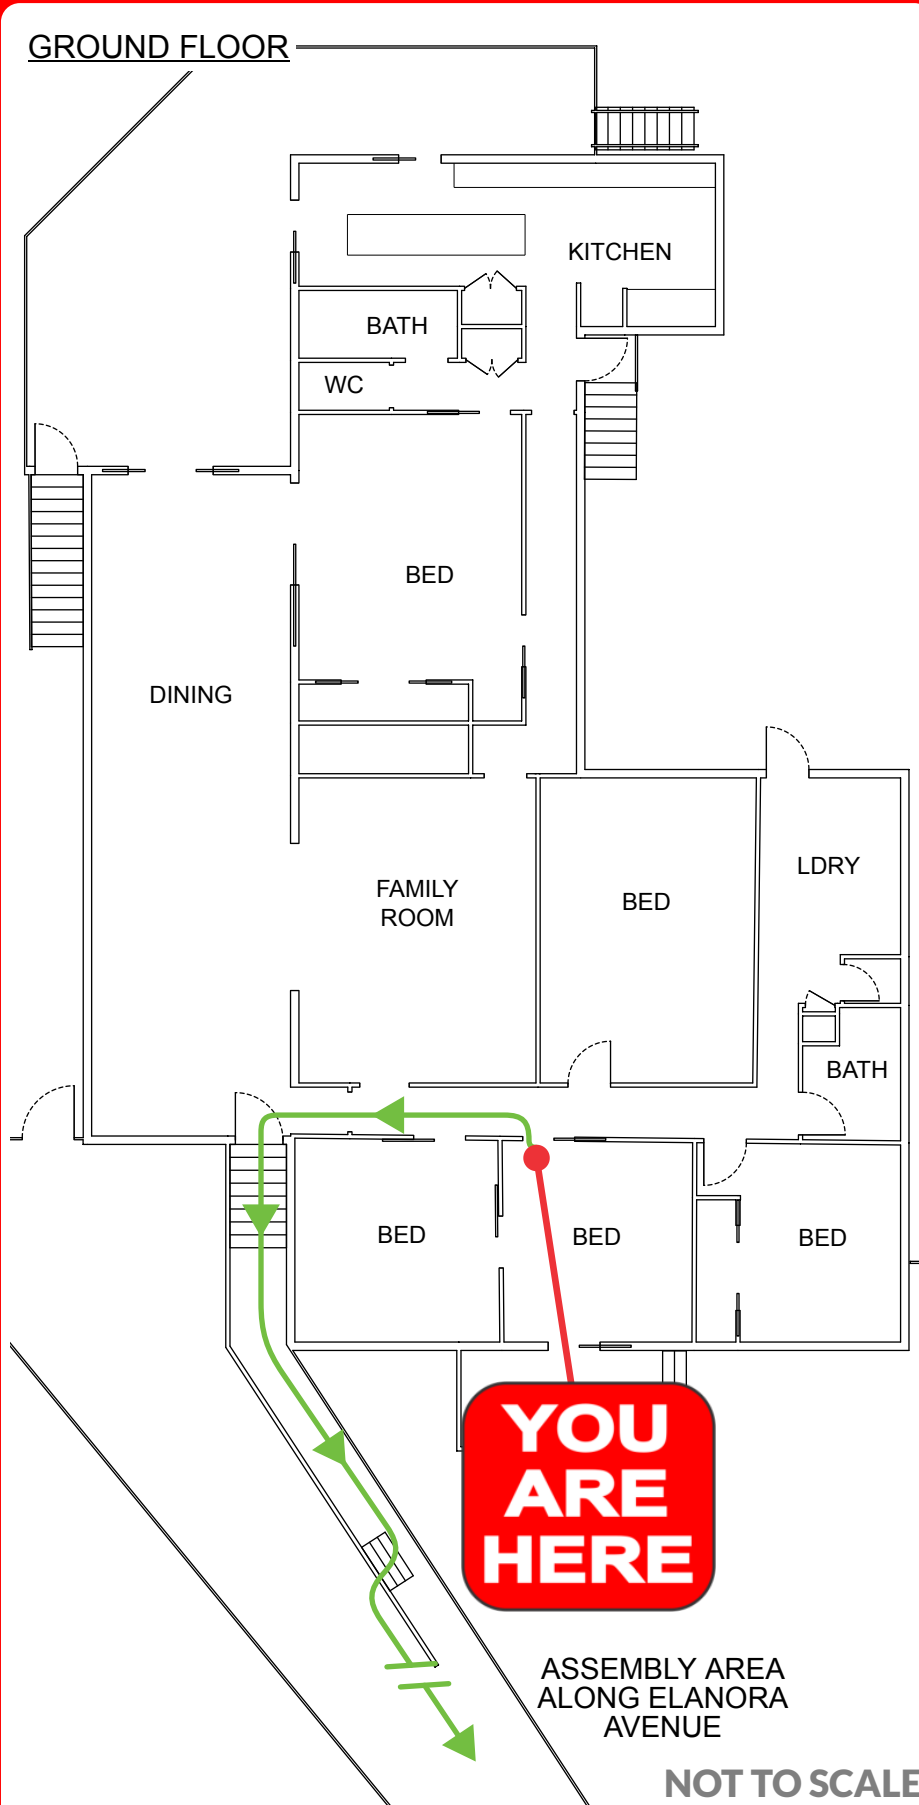 GROUND FLOOR
KITCHEN
BATH
WC
BED
DINING
FAMILY
ROOM
BED
LDRY
BATH
BED
BED
BED
YOU
ARE
HERE
ASSEMBLY AREA
ALONG ELANORA
AVENUE
NOT TO SCALE